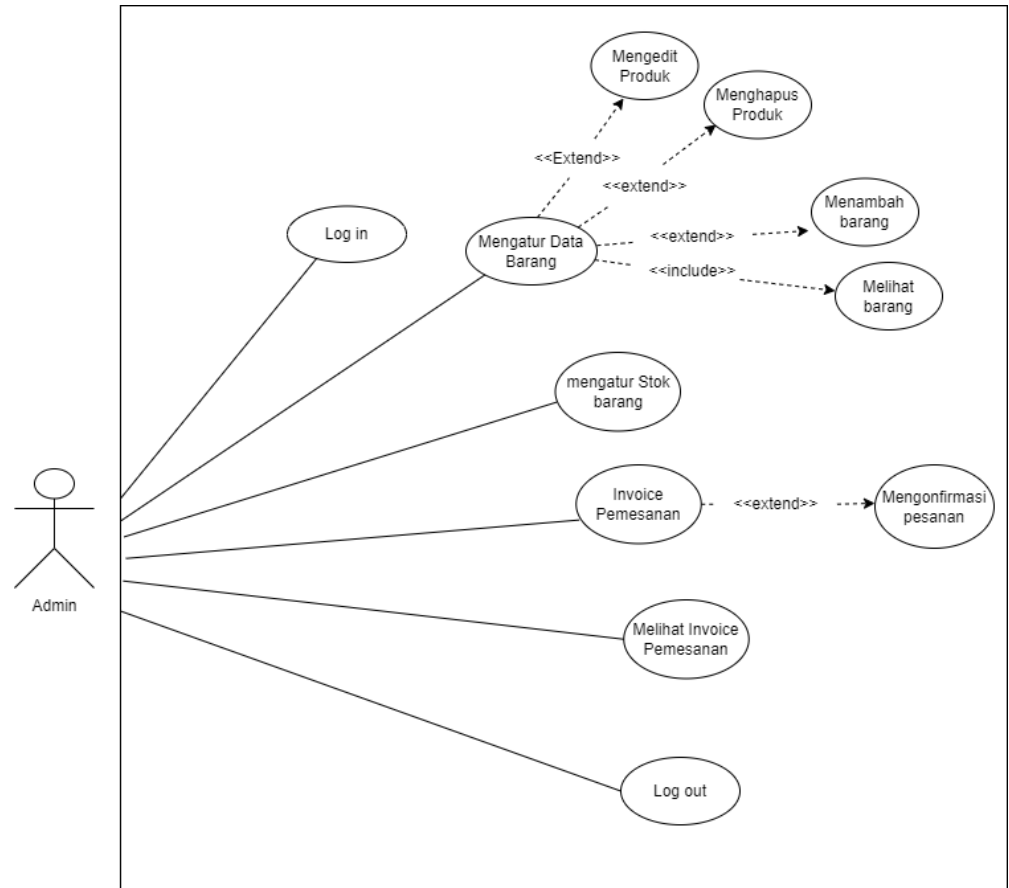 Mengedit
Produk
Menghapus
Produk
<<Extend>>
<<extend>>
Menambah
barang
Log in
Mengatur Data
Barang
<<extend>>
<<include>>
Melihat
barang
mengatur Stok
barang
Invoice
Pemesanan
<<extend>>
Mengonfirmasi
pesanan
Admin
Melihat Invoice
Pemesanan
Log out